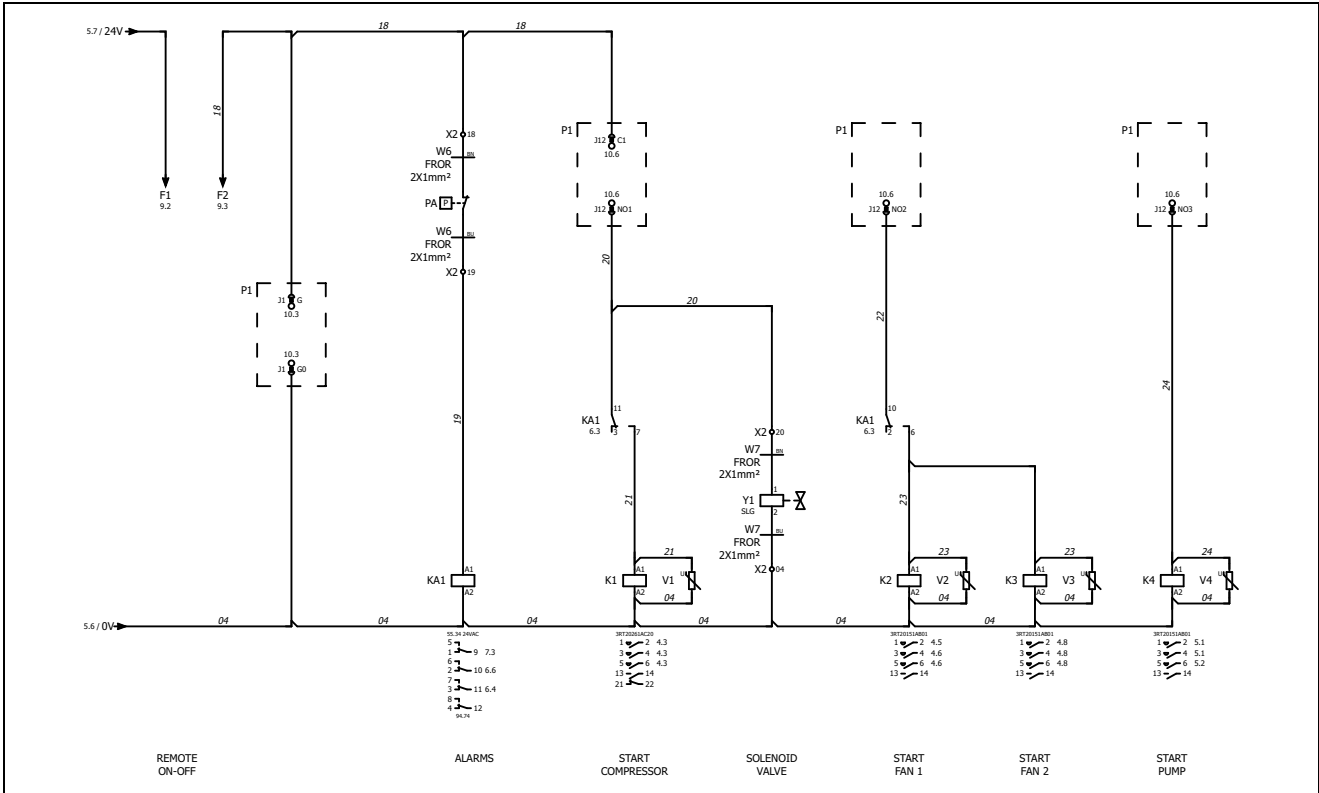 5.7 / 24V
18
18
18
F1
9.2
F2
9.3
X2 18
W6 BN
FROR
2X1mm²
PA P
W6 BU
FROR
2X1mm²
X2 19
P1
J1 G
10.3
10.3
J1 G0
19
KA1
A1
A2
P1
J12 C1
10.6
10.6
J12 NO1
20
20
11
KA1
6.3 3 7
21
21
A1
K1 V1 U
A2
04
X2 20
W7 BN
FROR
2X1mm²
1
Y1
SLG 2
W7 BU
FROR
2X1mm²
X2 04
P1
10.6
J12 NO2
22
10
KA1
6.3 2 6
23
23
A1
K2 V2 U
A2
04
23
A1
K3 V3 U
A2
04
P1
10.6
J12 NO3
24
24
A1
K4 V4 U
A2
04
5.6 / 0V
04 04 04 04 04 04
55.34 24VAC
5
1 9 7.3
6
2 10 6.6
7
3 11 6.4
8
4 12
94.74
3RT20261AC20
1 2 4.3
3 4 4.3
5 6 4.3
13 14
21 22
3RT20151AB01
1 2 4.5
3 4 4.6
5 6 4.6
13 14
3RT20151AB01
1 2 4.8
3 4 4.8
5 6 4.8
13 14
3RT20151AB01
1 2 5.1
3 4 5.1
5 6 5.2
13 14
REMOTE
ON-OFF
ALARMS
START
COMPRESSOR
SOLENOID
VALVE
START
FAN 1
START
FAN 2
START
PUMP